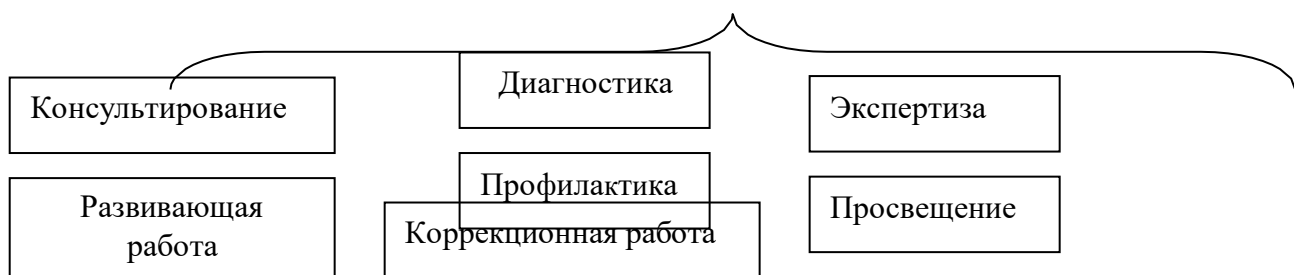 Диагностика
Консультирование
Экспертиза
Профилактика
Развивающая
работа
Просвещение
Коррекционная работа